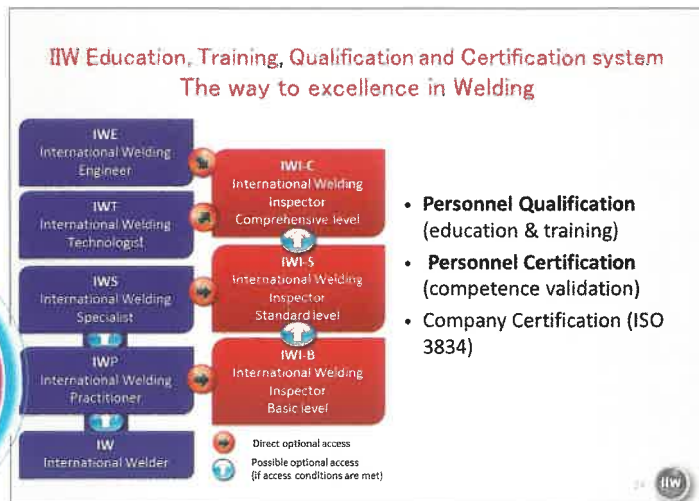 IIW Education, Training, Qualification and Certification system
The way to excellence in Welding
IWE
International Welding
Engineer
IWT
International Welding
Technologist
IWS
International Welding
Specialist
IWP
International Welding
Practitioner
IW
International Welder
IWI-C
International Welding
Inspector
Comprehensive level
IWI-S
International Welding
Inspector
Standard level
IWI-B
International Welding
Inspector
Basic level
Direct optional access
Possible optional access
(if access conditions are met)
• Personnel Qualification
(education & training)
• Personnel Certification
(competence validation)
• Company Certification (ISO
3834)
IIW